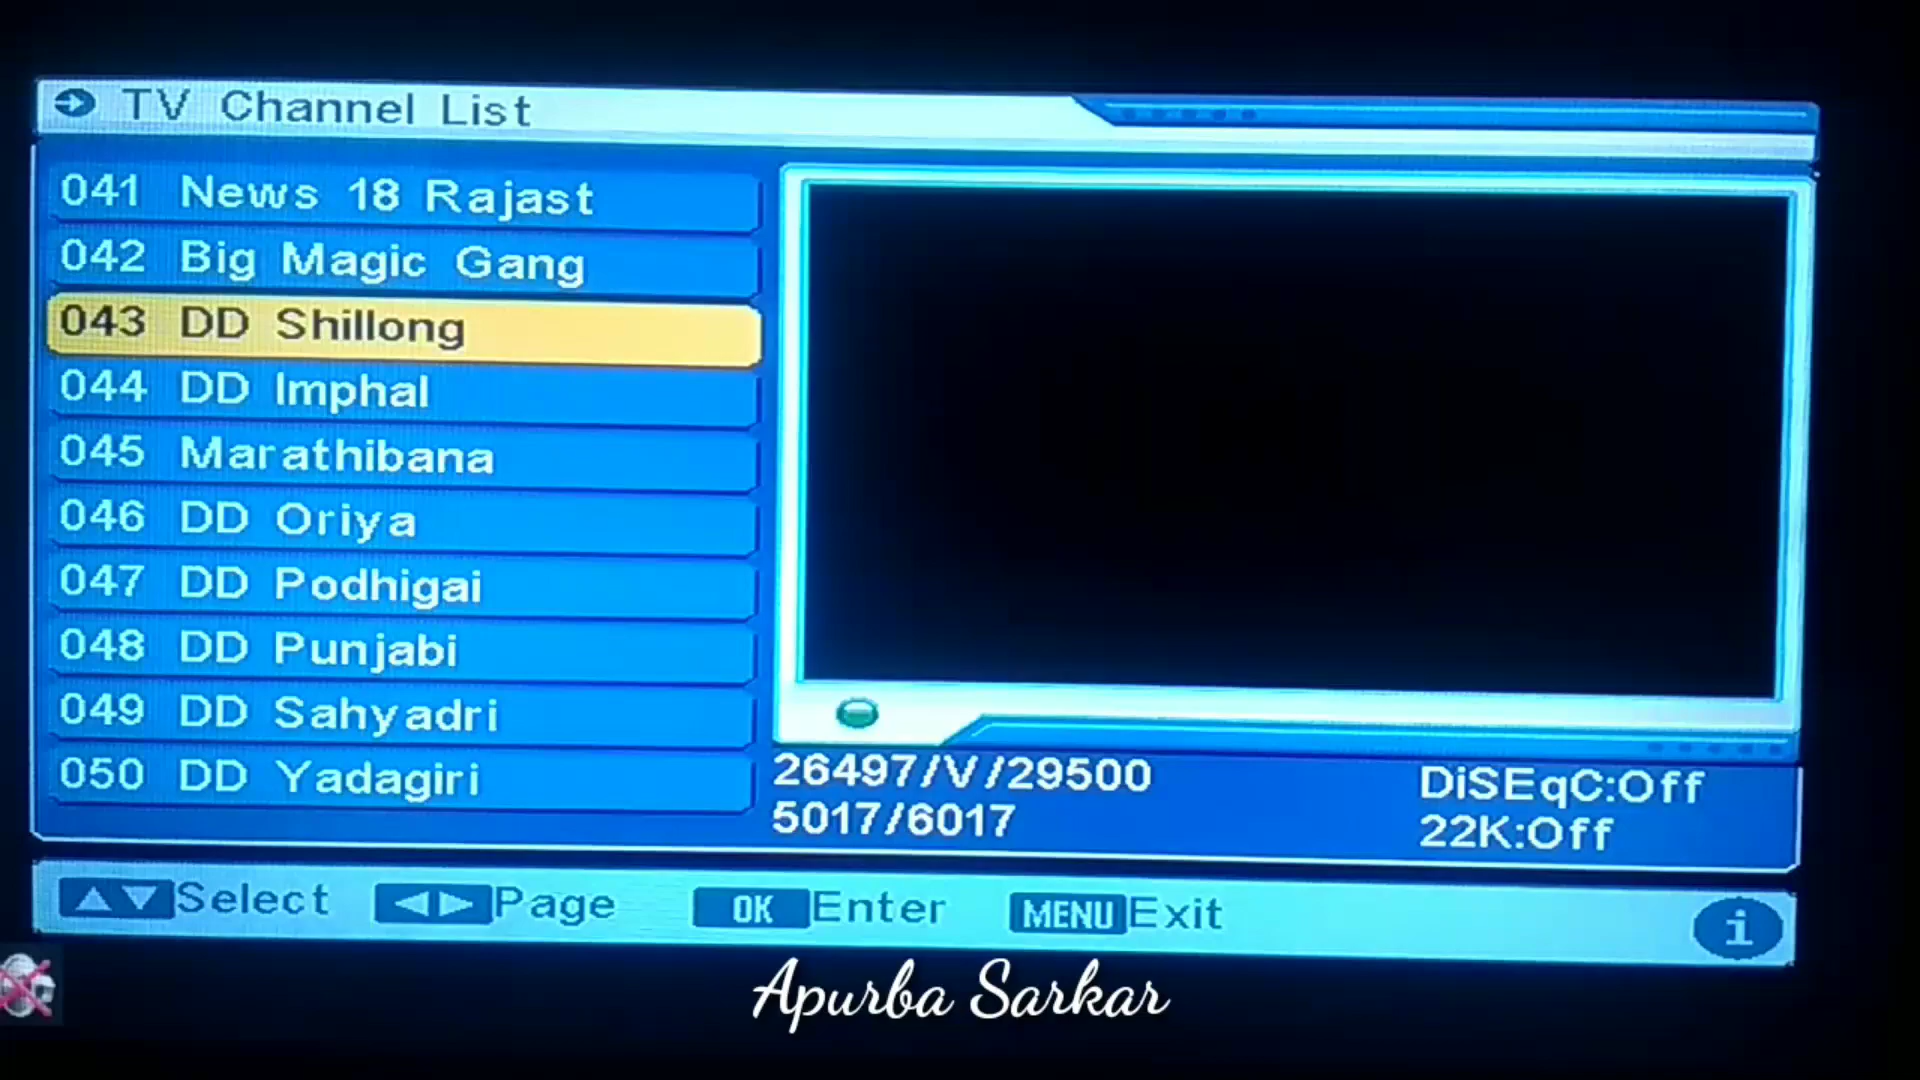 TV Channel List
041 News 18 Rajast
042 Big Magic Gang
043 DD Shillong
044 DD Imphal
045 Marathibana
046 DD Oriya
047 DD Podhigai
048 DD Punjabi
049 DD Sahyadri
050 DD Yadagiri
26497/V/29500 DiSEqC:Off
5017/6017 22K:Off
Select Page OK Enter MENU Exit i
Apurba Sarkar